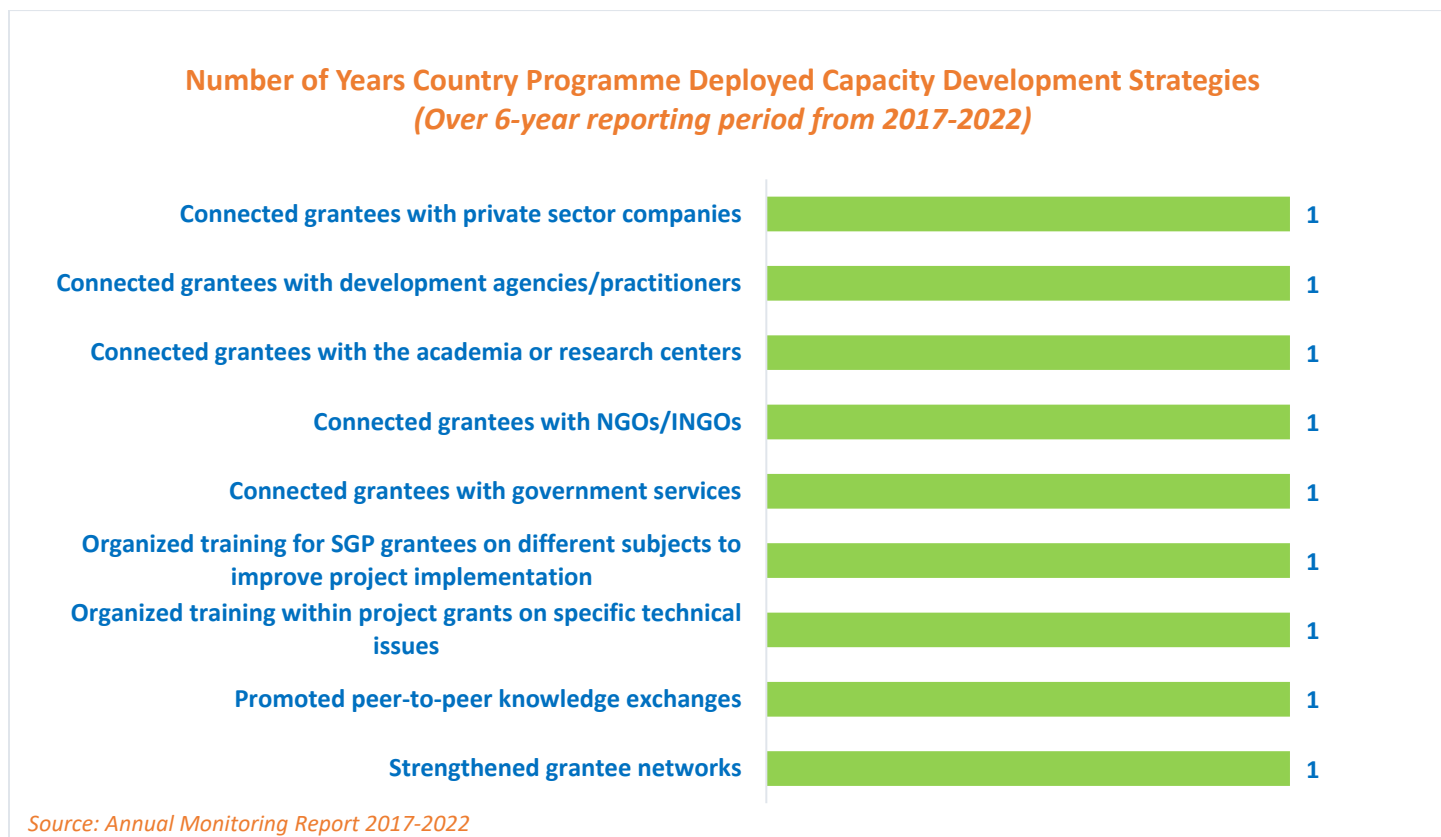 Number of Years Country Programme Deployed Capacity Development Strategies
(Over 6-year reporting period from 2017-2022)
Connected grantees with private sector companies 1
Connected grantees with development agencies/practitioners 1
Connected grantees with the academia or research centers 1
Connected grantees with NGOs/INGOs 1
Connected grantees with government services 1
Organized training for SGP grantees on different subjects to
improve project implementation 1
Organized training within project grants on specific technical
issues 1
Promoted peer-to-peer knowledge exchanges 1
Strengthened grantee networks 1
Source: Annual Monitoring Report 2017-2022